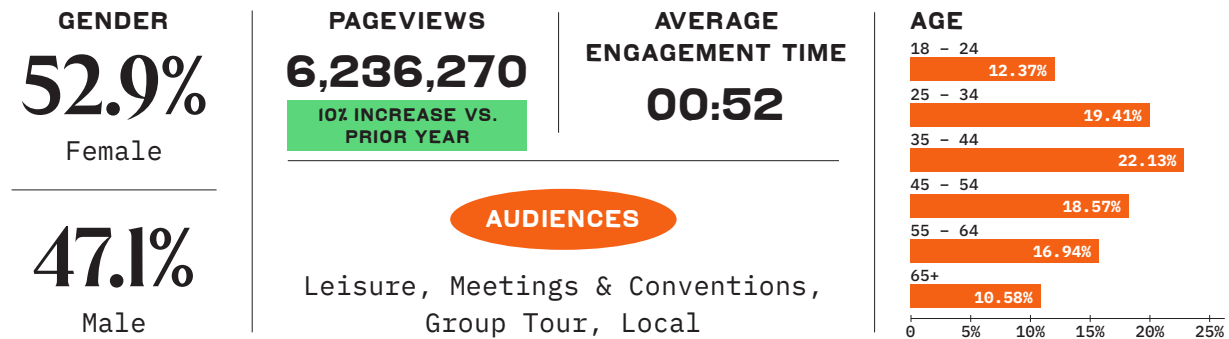 GENDER
52.9%
Female
47.1%
Male
PAGEVIEWS
6,236,270
10% INCREASE VS.
PRIOR YEAR
AVERAGE
ENGAGEMENT TIME
00:52
AUDIENCES
Leisure, Meetings & Conventions,
Group Tour, Local
AGE
18 – 24
12.37%
25 – 34
19.41%
35 – 44
22.13%
45 – 54
18.57%
55 – 64
16.94%
65+
10.58%
0 5% 10% 15% 20% 25%